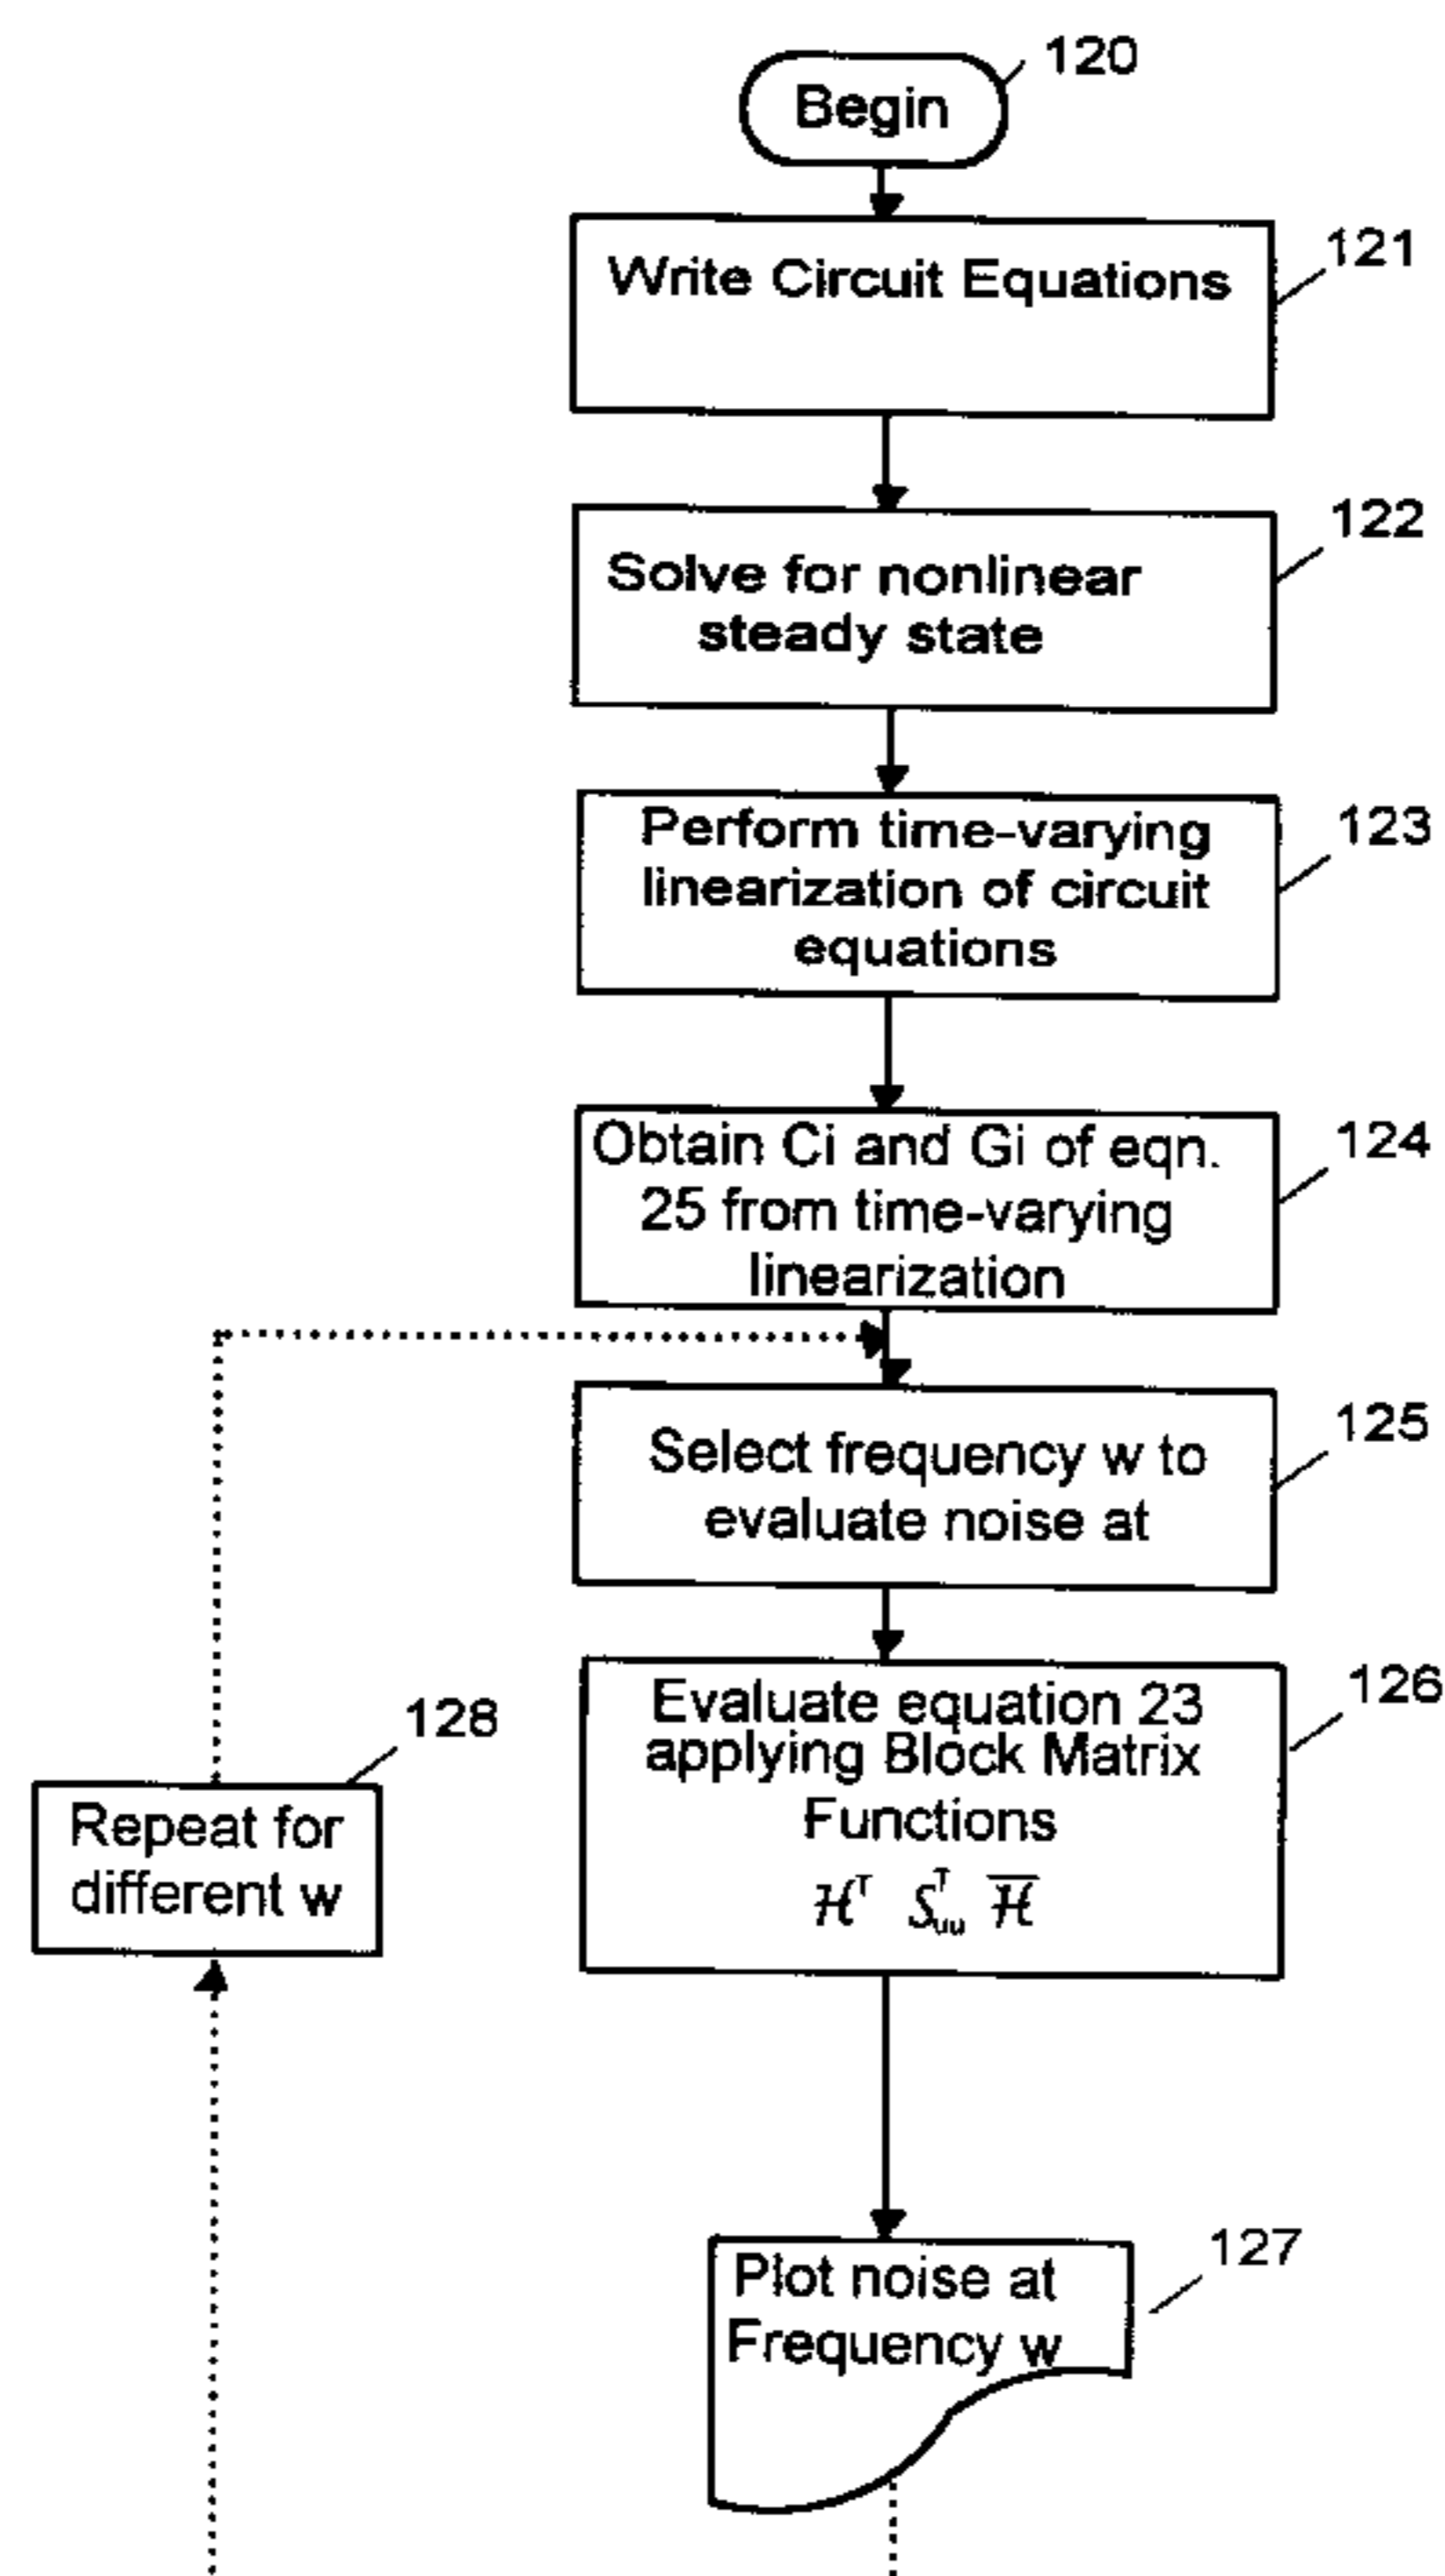 120
Begin
121
Write Circuit Equations
122
Solve for nonlinear
steady state
123
Perform time-varying
linearization of circuit
equations
124
Obtain Ci and Gi of eqn.
25 from time-varying
linearization
125
Select frequency w to
evaluate noise at
126
Evaluate equation 23
applying Block Matrix
Functions
ℋᵀ 𝒮ᵀᵤᵤ ℋ̅
128
Repeat for
different w
127
Plot noise at
Frequency w